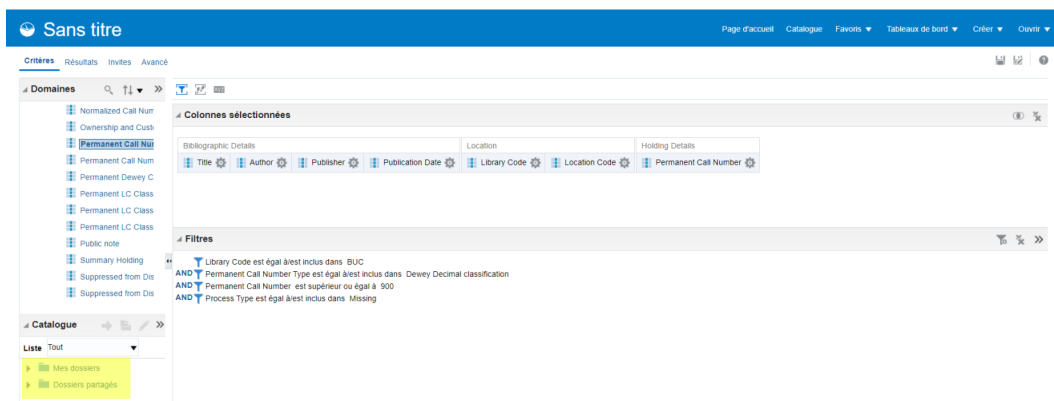 Sans titre
Page d'accueil Catalogue Favoris Tableaux de bord Créer Ouvrir
Critères Résultats Invites Avancé
Domaines
Normalized Call Num
Ownership and Custo
Permanent Call Nur
Permanent Call Num
Permanent Dewey C
Permanent LC Class
Permanent LC Class
Permanent LC Class
Public note
Summary Holding
Suppressed from Dis
Suppressed from Dis
Catalogue
Liste Tout
Mes dossiers
Dossiers partagés
Colonnes sélectionnées
Bibliographic Details Location Holding Details
Title Author Publisher Publication Date Library Code Location Code Permanent Call Number
Filtres
Library Code est égal à/est inclus dans BUC
AND Permanent Call Number Type est égal à/est inclus dans Dewey Decimal classification
AND Permanent Call Number est supérieur ou égal à 900
AND Process Type est égal à/est inclus dans Missing